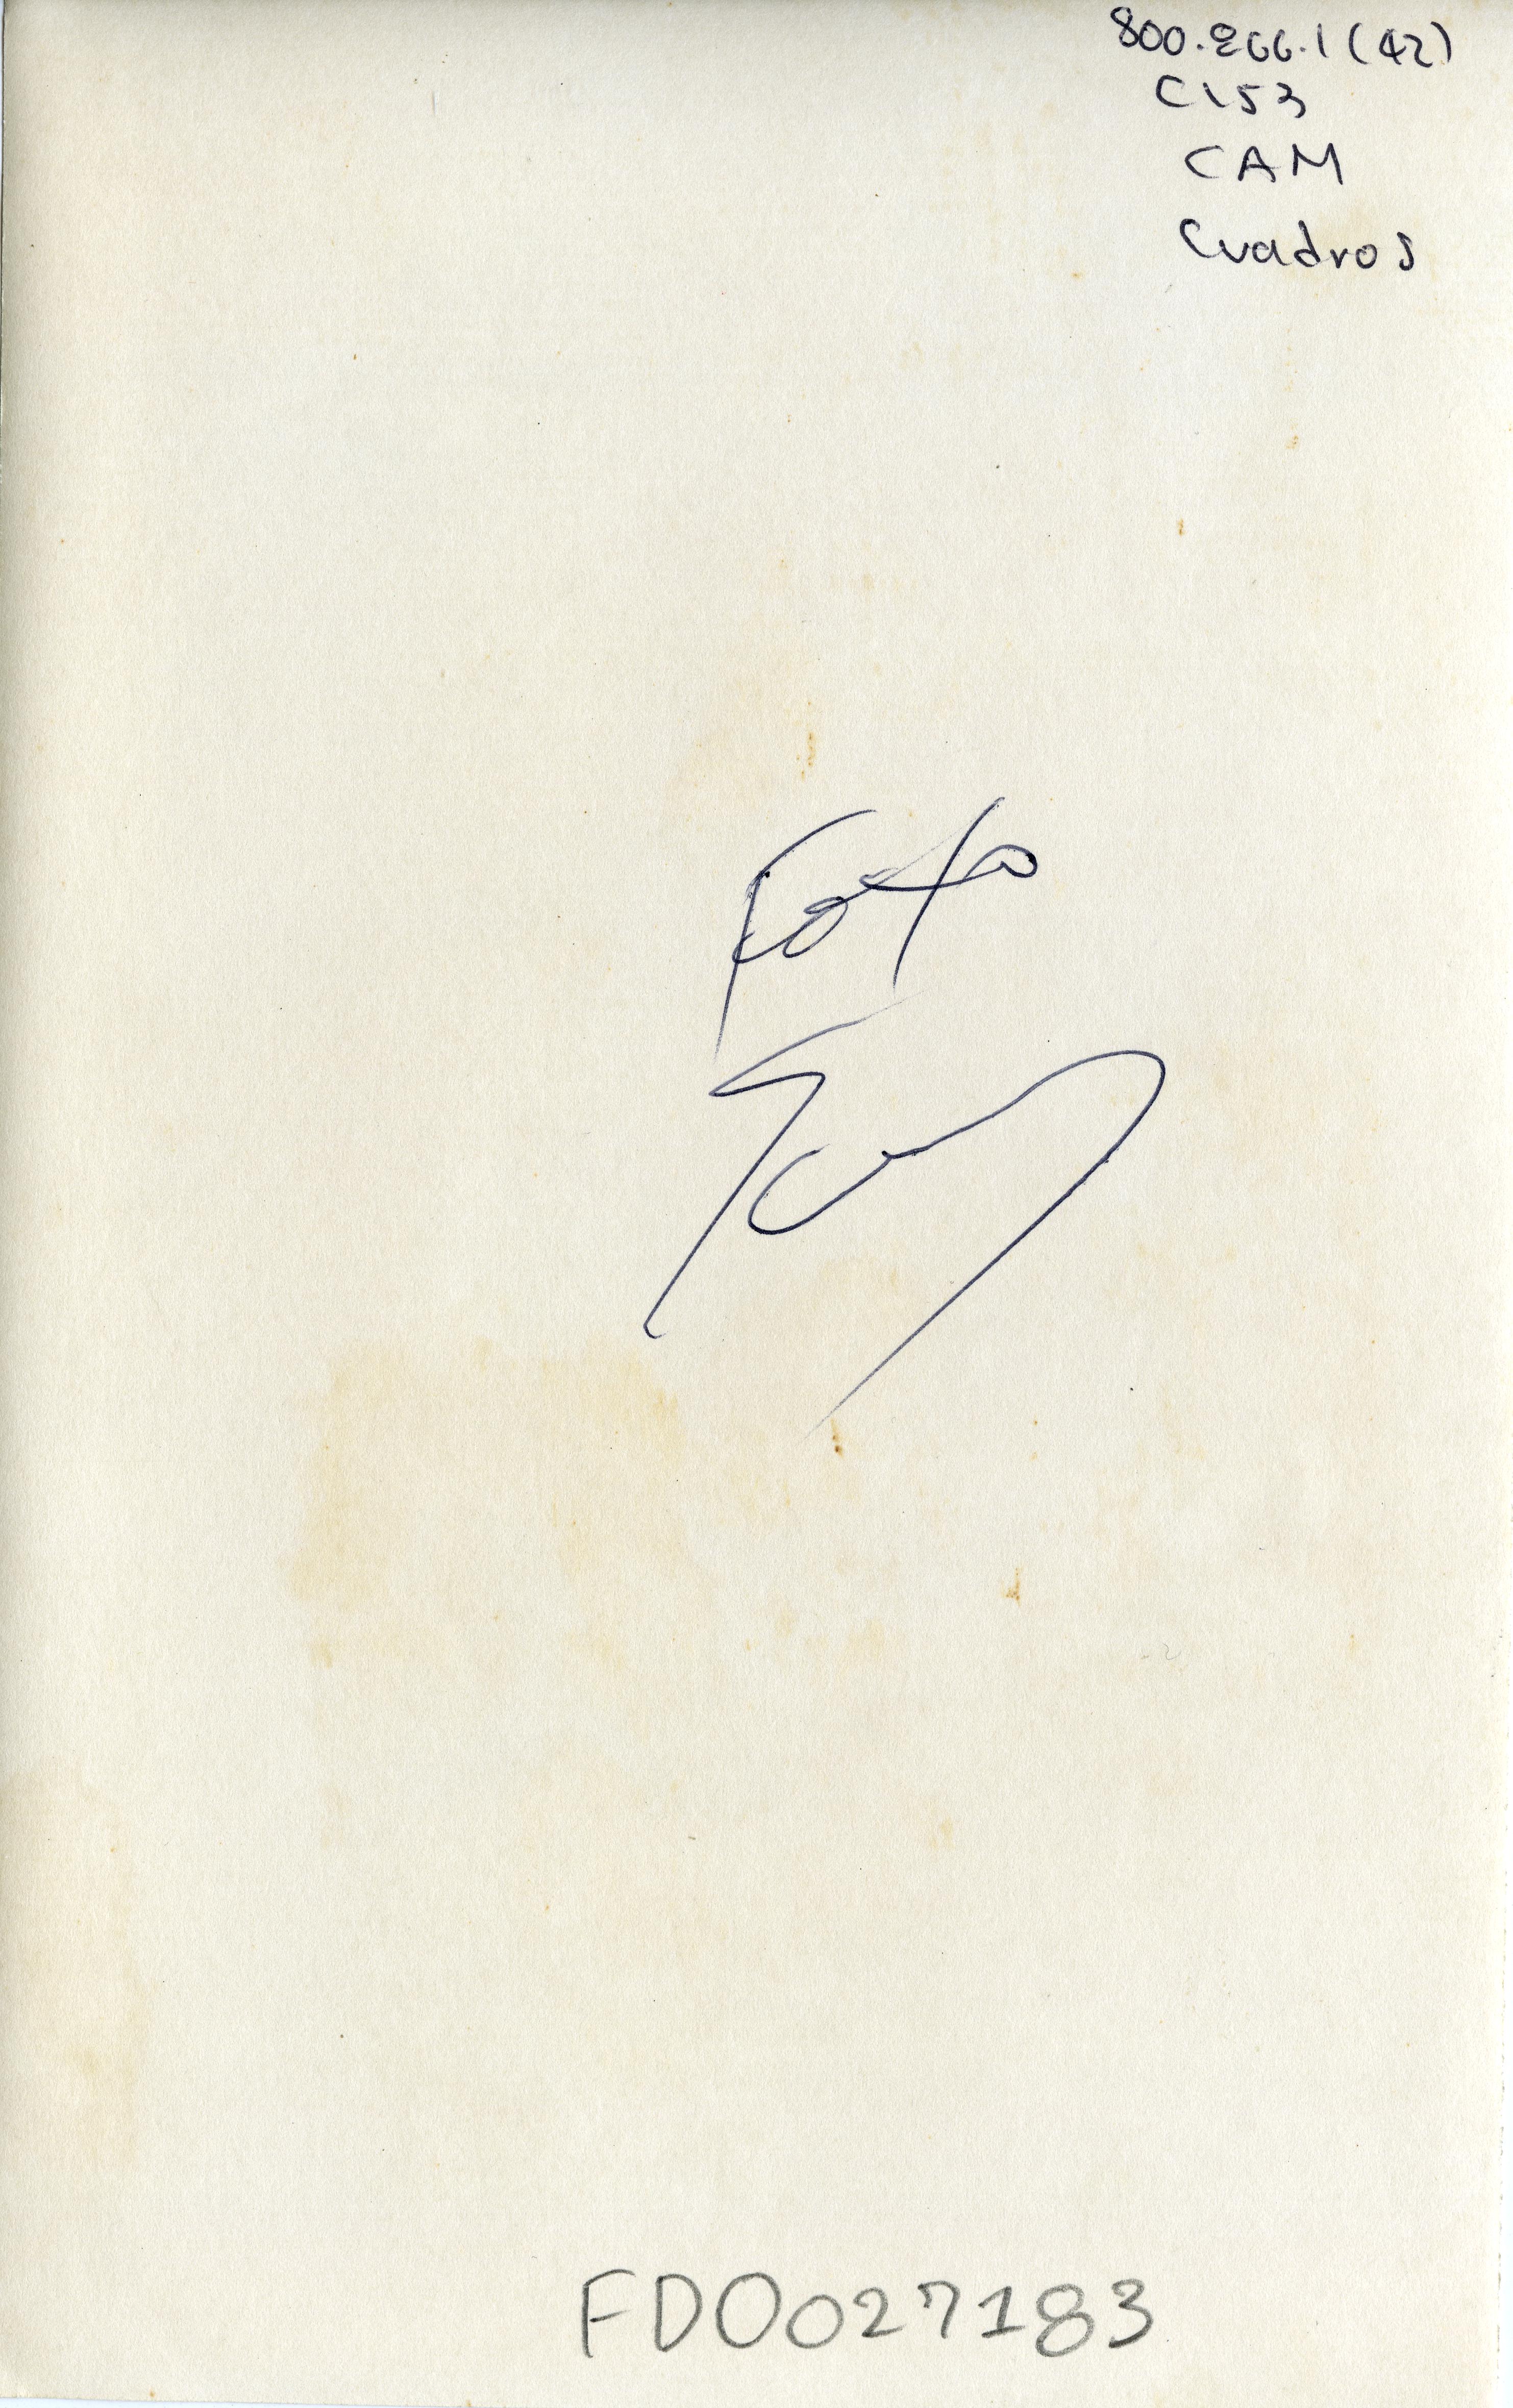 800.266.1(42)
C153
CAM
Cuadros
Foto
FD0027183